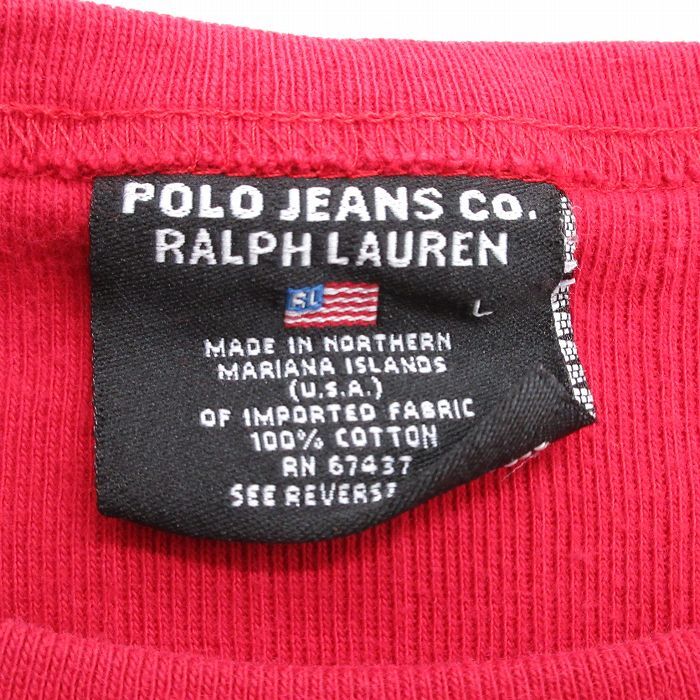 POLO JEANS CO.
RALPH LAUREN
RL
L
MADE IN NORTHERN
MARIANA ISLANDS
(U.S.A.)
OF IMPORTED FABRIC
100% COTTON
RN 67437
SEE REVERSE